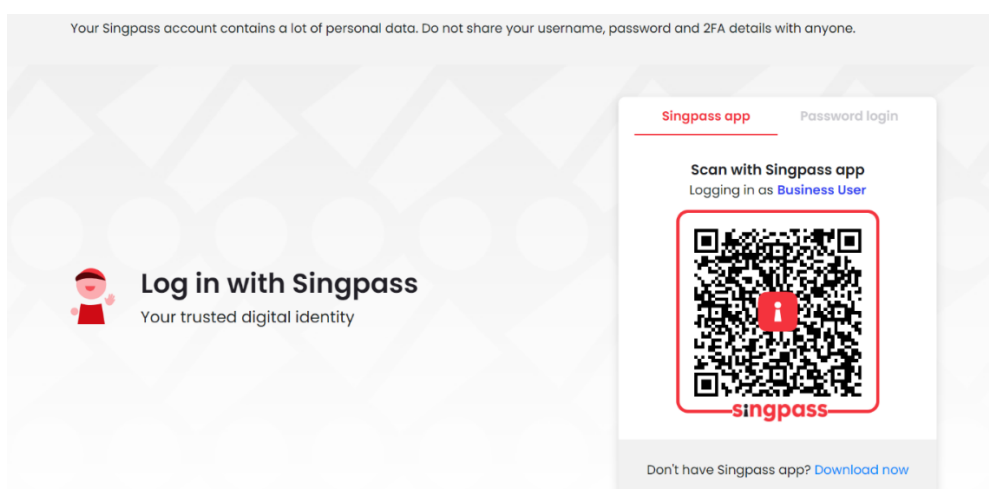 Your Singpass account contains a lot of personal data. Do not share your username, password and 2FA details with anyone.
Singpass app
Password login
Scan with Singpass app
Logging in as Business User
Log in with Singpass
Your trusted digital identity
singpass
Don't have Singpass app? Download now